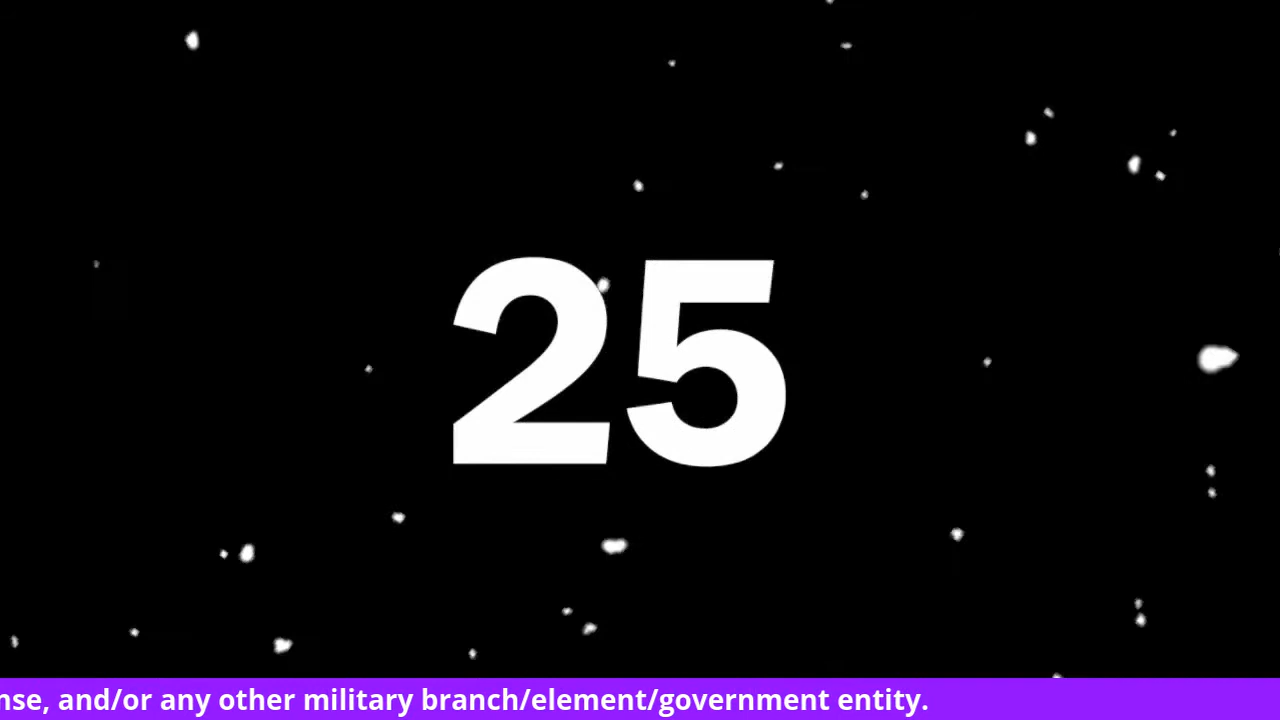 25
nse, and/or any other military branch/element/government entity.